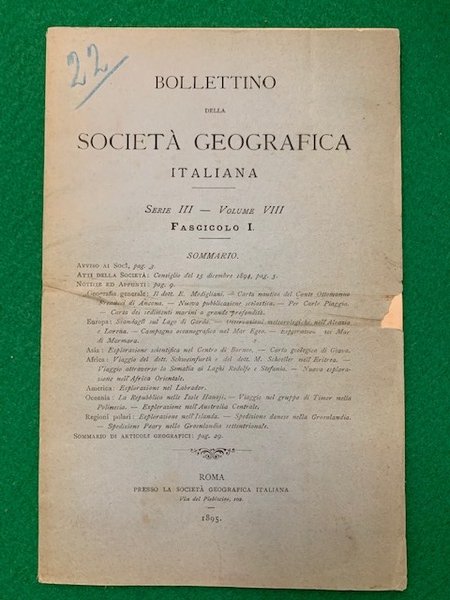 22
BOLLETTINO
DELLA
SOCIETÀ GEOGRAFICA
ITALIANA
SERIE III — VOLUME VIII
FASCICOLO I.
SOMMARIO.
AVVISO AI SOCI, pag. 3.
ATTI DELLA SOCIETÀ: Consiglio del 15 dicembre 1894, pag. 5.
NOTIZIE ED APPUNTI: pag. 9.
Geografia generale: Il dott. E. Modigliani. — Carta nautica del Conte Ottomanno
Freducci di Ancona. — Nuova pubblicazione scolastica. — Per Carlo Piaggia.
— Carta dei sedimenti marini a grande profondità.
Europa: Scandagli sul Lago di Garda. — Osservazioni meteorologiche nell'Alsazia
e Lorena. — Campagna oceanografica nel Mar Egeo. — Esplorazione nel Mar
di Marmara.
Asia: Esplorazione scientifica nel Centro di Borneo. — Carta geologica di Giava.
Africa: Viaggio del dott. Schweinfurth e del dott. M. Schoeller nell'Eritrea. —
Viaggio attraverso la Somalia ai Laghi Rodolfo e Stefania. — Nuova esplora-
zione nell'Africa Orientale.
America: Esplorazione nel Labrador.
Oceania: La Repubblica nelle Isole Hauaji. — Viaggio nel gruppo di Timor nella
Polinesia. — Esplorazione nell'Australia Centrale.
Regioni polari: Esplorazione nell'Islanda. — Spedizione danese nella Groenlandia.
— Spedizione Peary nella Groenlandia settentrionale.
SOMMARIO DI ARTICOLI GEOGRAFICI: pag. 29.
ROMA
PRESSO LA SOCIETÀ GEOGRAFICA ITALIANA
Via del Plebiscito, 102.
1895.